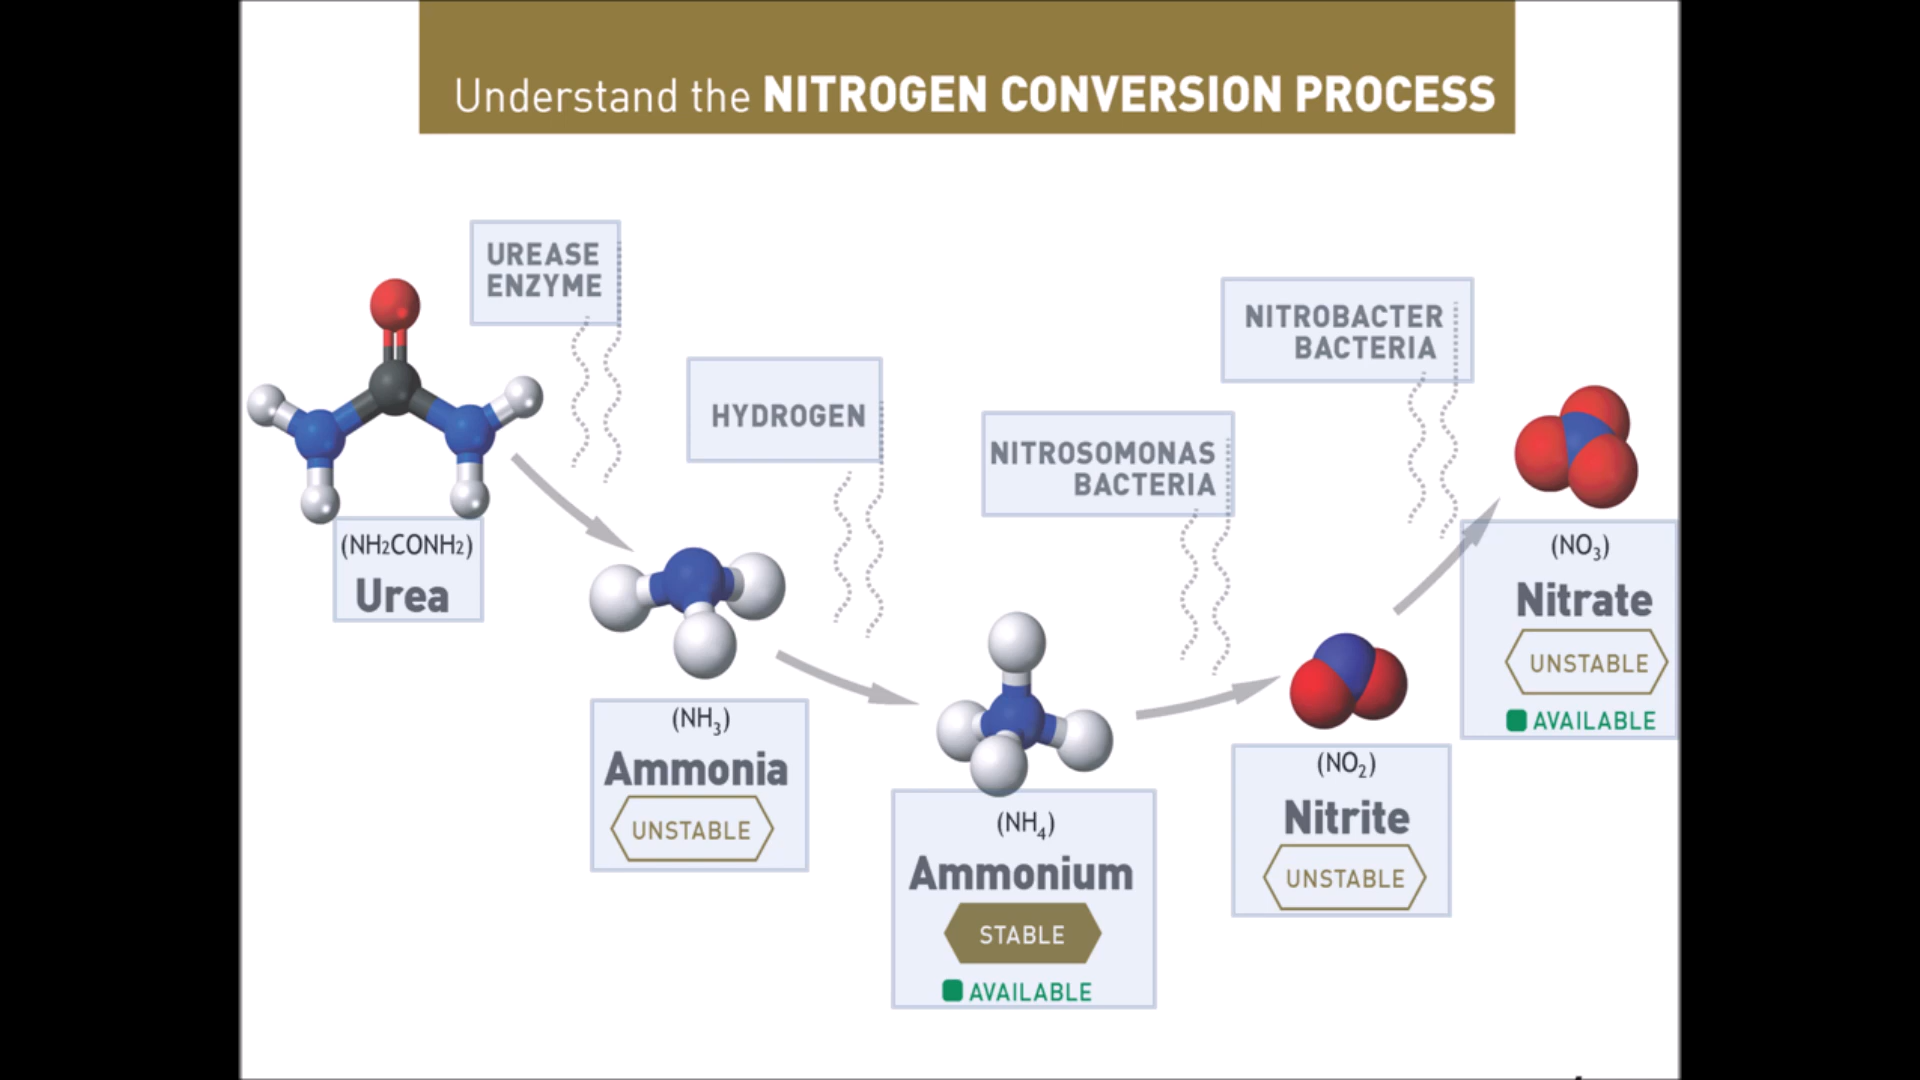 Understand the NITROGEN CONVERSION PROCESS
UREASE
ENZYME
(NH₂CONH₂)
Urea
HYDROGEN
(NH₃)
Ammonia
UNSTABLE
NITROSOMONAS
BACTERIA
(NH₄)
Ammonium
STABLE
AVAILABLE
NITROBACTER
BACTERIA
(NO₂)
Nitrite
UNSTABLE
(NO₃)
Nitrate
UNSTABLE
AVAILABLE